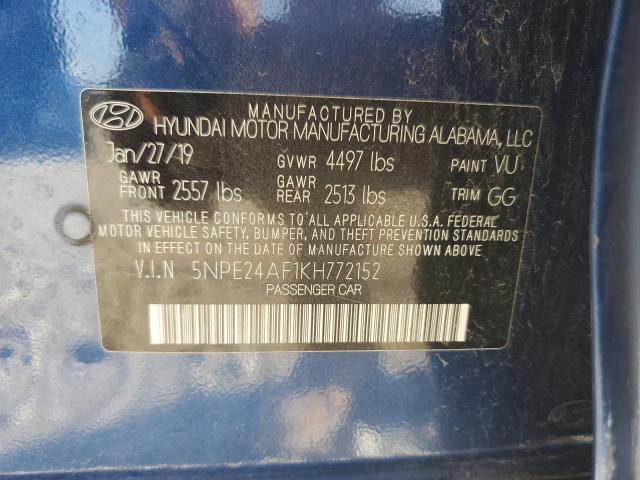 MANUFACTURED BY
HYUNDAI MOTOR MANUFACTURING ALABAMA, LLC
Jan/27/19 GVWR 4497 lbs PAINT VU
GAWR FRONT 2557 lbs GAWR REAR 2513 lbs TRIM GG
THIS VEHICLE CONFORMS TO ALL APPLICABLE U.S.A. FEDERAL
MOTOR VEHICLE SAFETY, BUMPER, AND THEFT PREVENTION STANDARDS
IN EFFECT ON THE DATE OF MANUFACTURE SHOWN ABOVE.
V.I.N 5NPE24AF1KH772152
PASSENGER CAR